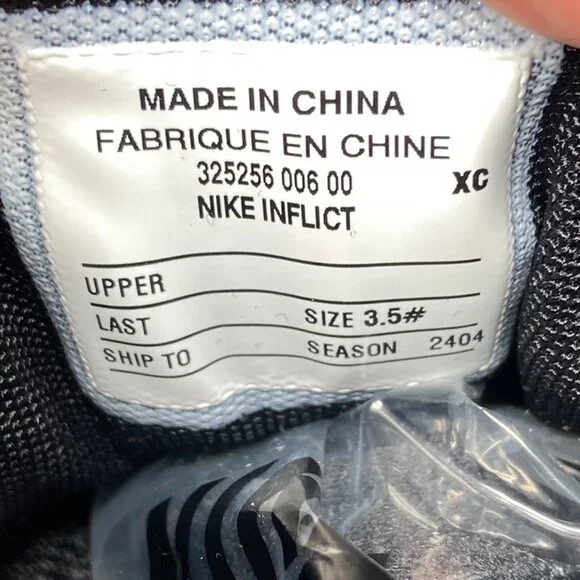 MADE IN CHINA
FABRIQUE EN CHINE
325256 006 00 XC
NIKE INFLICT
UPPER
LAST SIZE 3.5#
SHIP TO SEASON 2404